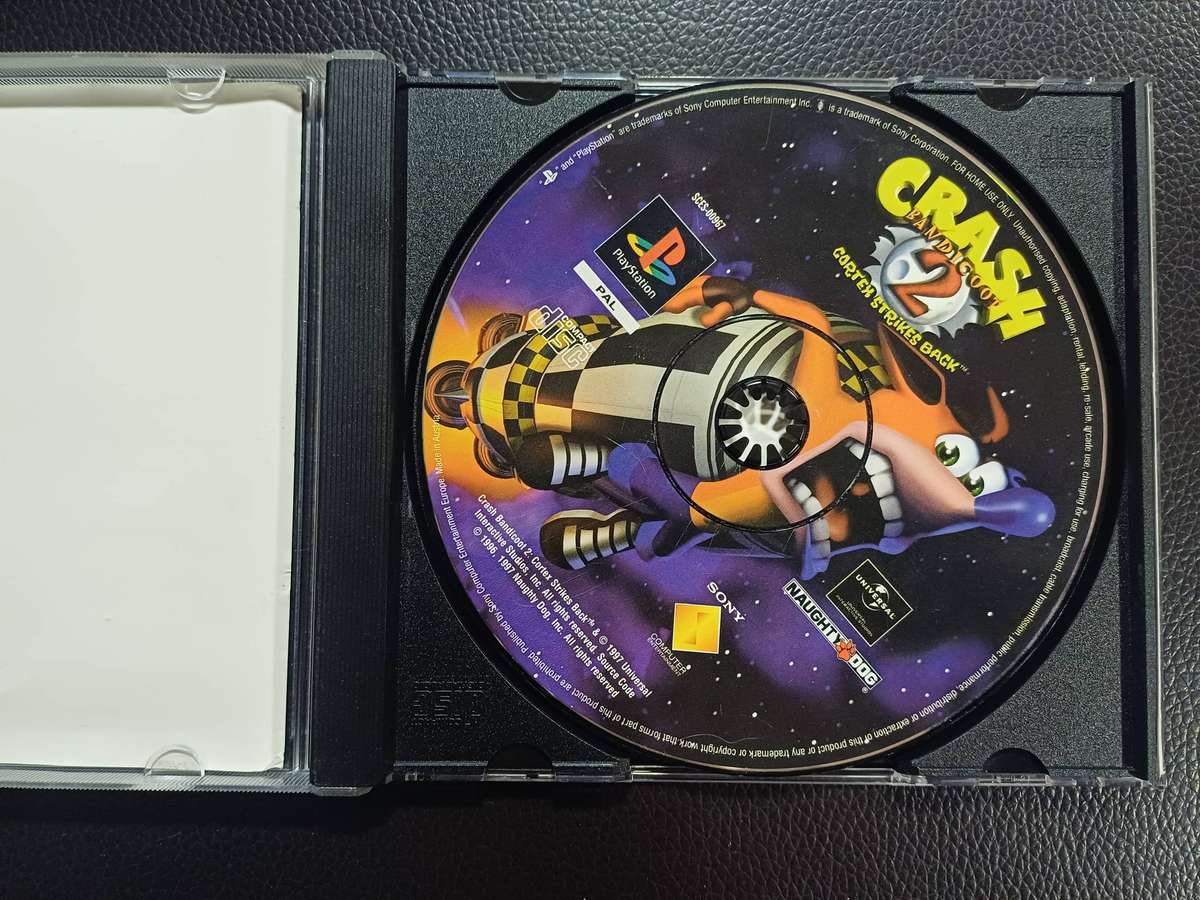 " and "PlayStation" are trademarks of Sony Computer Entertainment Inc. " " is a trademark of Sony Corporation. FOR HOME USE ONLY. Unauthorised copying, adaptation, rental, lending, re-sale, arcade use, charging for use, broadcast, cable transmission, public performance, distribution or extraction of this product or any trademark or copyright work that forms part of this product are prohibited. Published by Sony Computer Entertainment Europe. Made in Austria
CRASH
BANDICOOT
2
CORTEX STRIKES BACK™
SCES-00967
PlayStation
PAL
COMPACT
disc
Crash Bandicoot 2: Cortex Strikes Back™ & © 1997 Universal
Interactive Studios, Inc. All rights reserved. Source Code
© 1996, 1997 Naughty Dog, Inc. All rights reserved
SONY
COMPUTER
ENTERTAINMENT
UNIVERSAL
NAUGHTY DOG
®